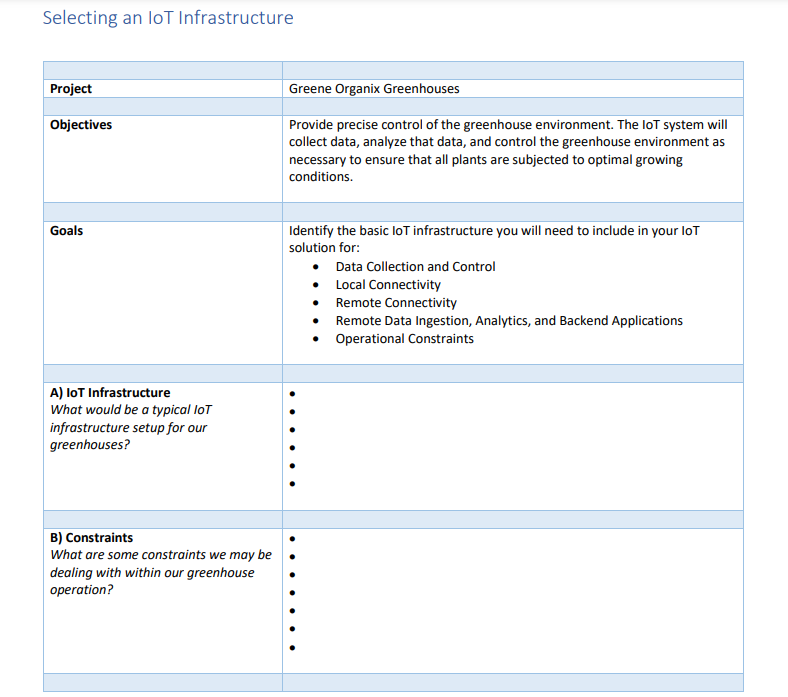 Selecting an IoT Infrastructure
Project
Greene Organix Greenhouses
Objectives
Provide precise control of the greenhouse environment. The IoT system will
collect data, analyze that data, and control the greenhouse environment as
necessary to ensure that all plants are subjected to optimal growing
conditions.
Goals
Identify the basic IoT infrastructure you will need to include in your IoT
solution for:
• Data Collection and Control
• Local Connectivity
• Remote Connectivity
• Remote Data Ingestion, Analytics, and Backend Applications
• Operational Constraints
A) IoT Infrastructure
What would be a typical IoT
infrastructure setup for our
greenhouses?
•
•
•
•
•
•
B) Constraints
What are some constraints we may be
dealing with within our greenhouse
operation?
•
•
•
•
•
•
•